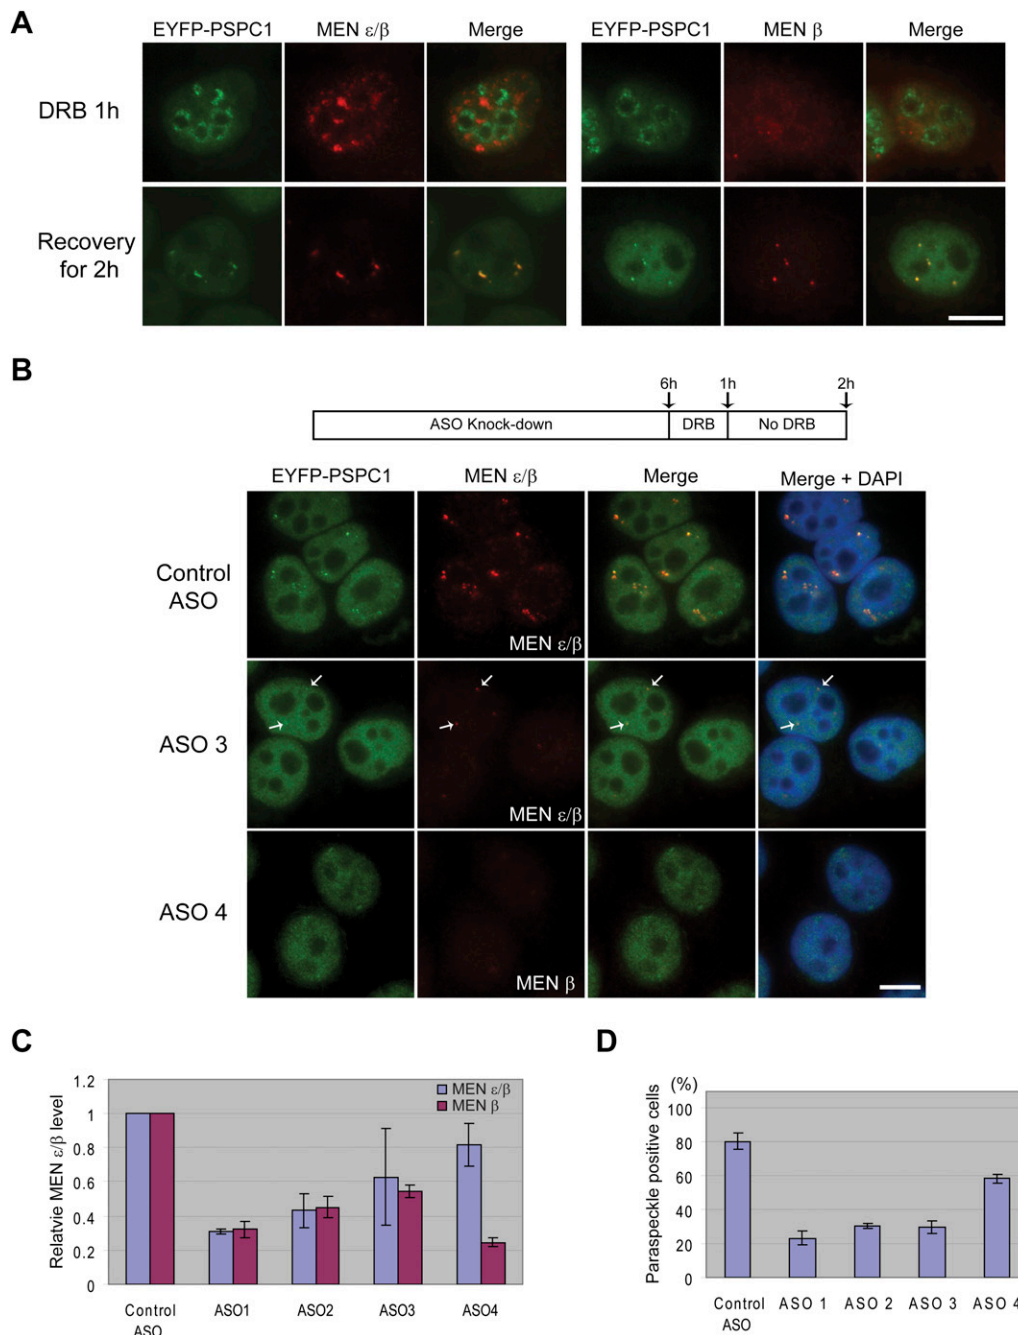 A
EYFP-PSPC1 MEN ε/β Merge EYFP-PSPC1 MEN β Merge
DRB 1h
Recovery
for 2h
B
6h 1h 2h
ASO Knock-down DRB No DRB
EYFP-PSPC1 MEN ε/β Merge Merge + DAPI
Control
ASO
MEN ε/β
ASO 3
MEN ε/β
ASO 4
MEN β
C
Relatvie MEN ε/β level
1.2
1
0.8
0.6
0.4
0.2
0
MEN ε/β
MEN β
Control
ASO
ASO1 ASO2 ASO3 ASO4
D
Paraspeckle positive cells
(%)
100
80
60
40
20
0
Control
ASO
ASO 1 ASO 2 ASO 3 ASO 4